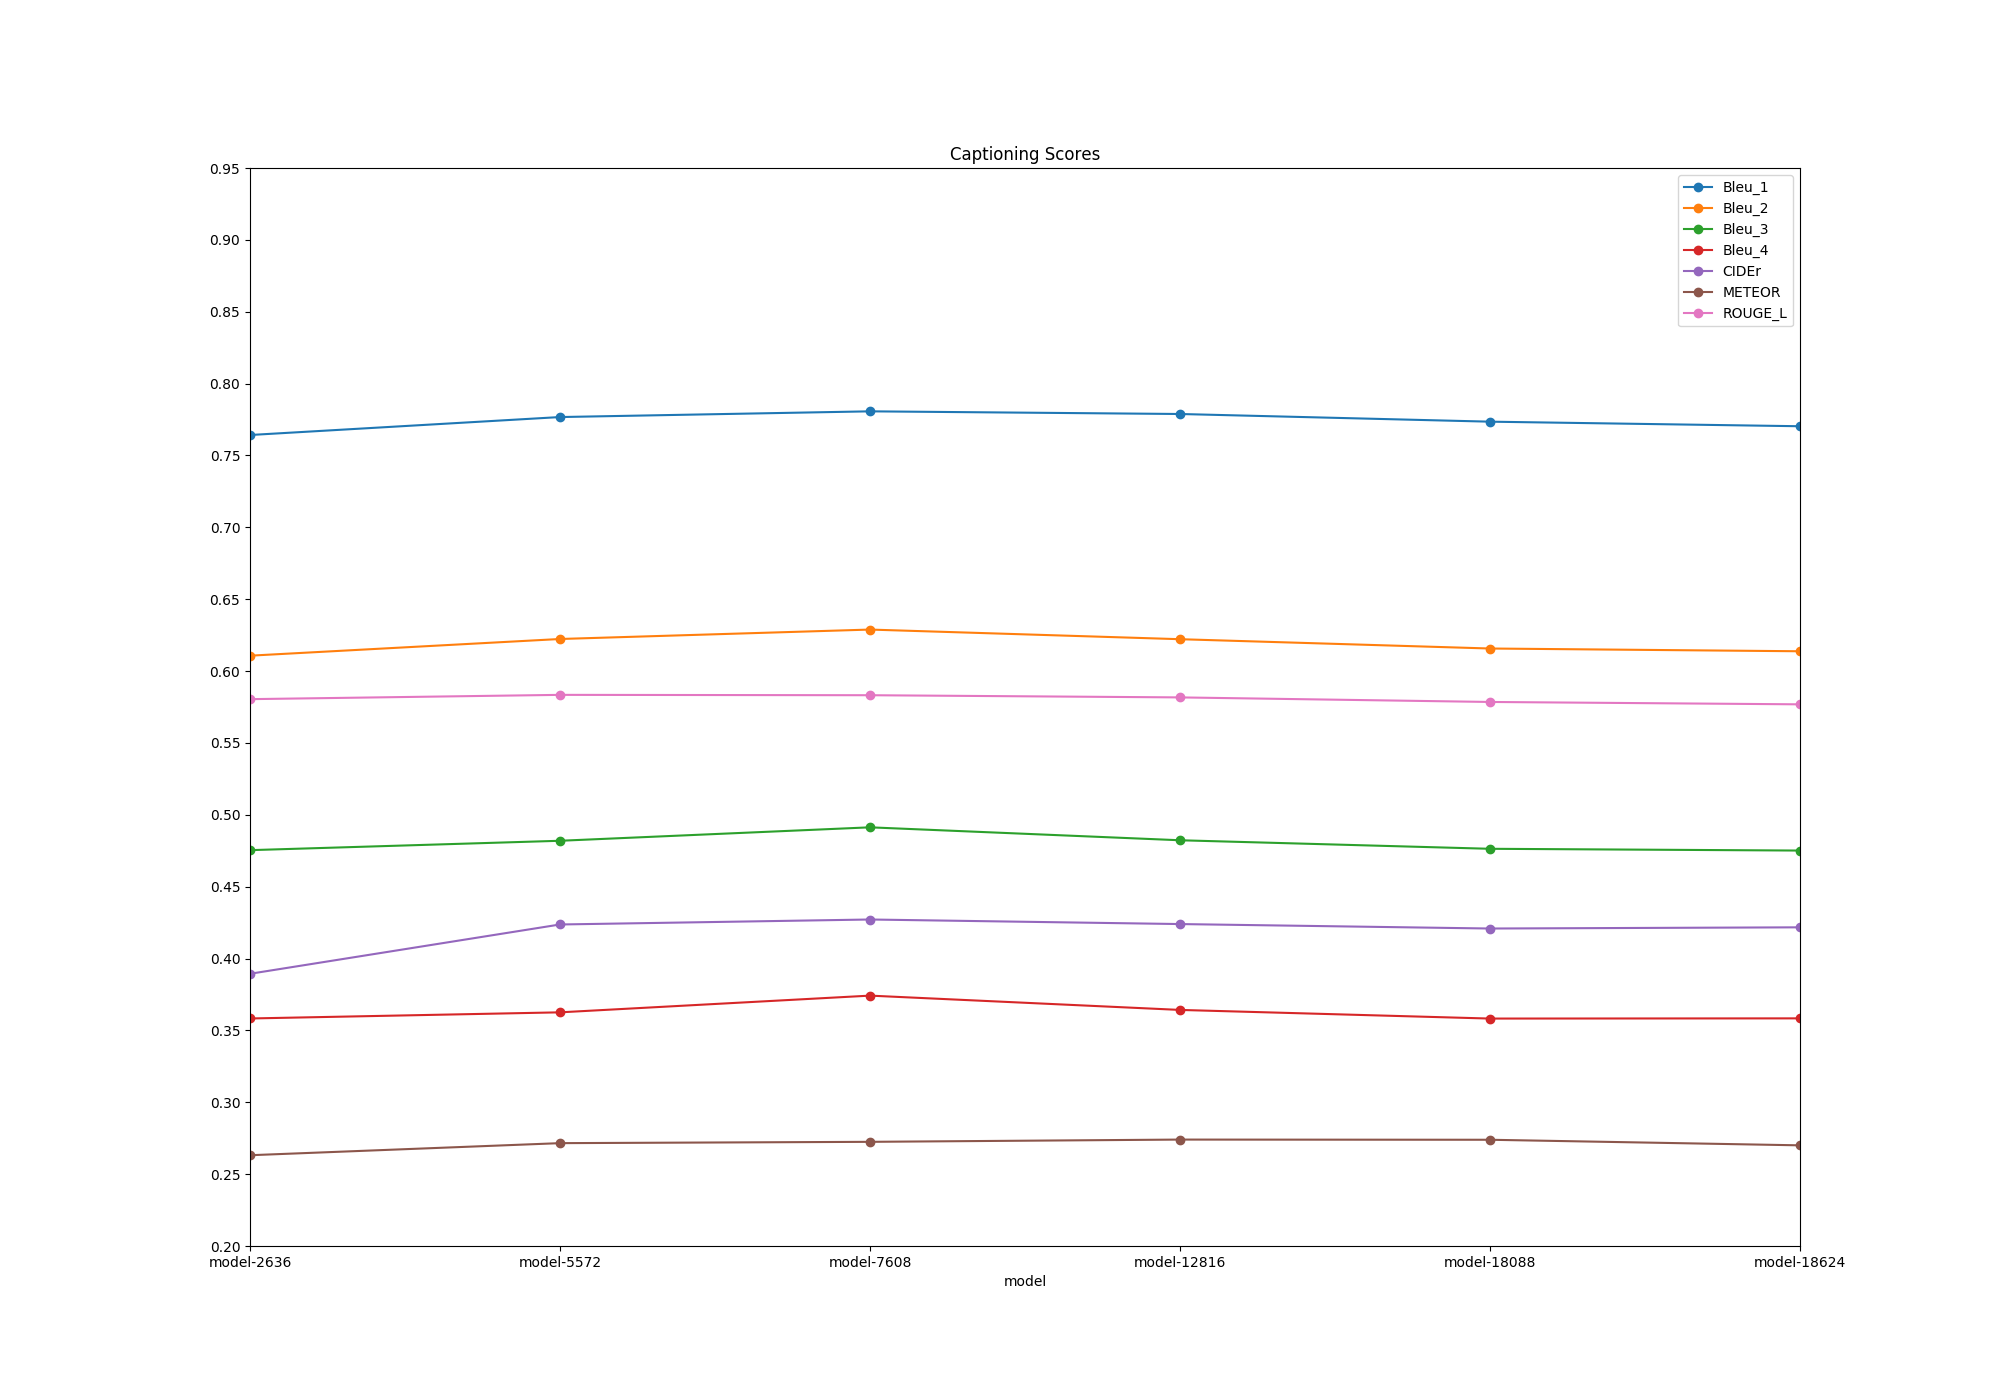 Captioning Scores
0.95
0.90
0.85
0.80
0.75
0.70
0.65
0.60
0.55
0.50
0.45
0.40
0.35
0.30
0.25
0.20
Bleu_1
Bleu_2
Bleu_3
Bleu_4
CIDEr
METEOR
ROUGE_L
model-2636 model-5572 model-7608 model-12816 model-18088 model-18624
model